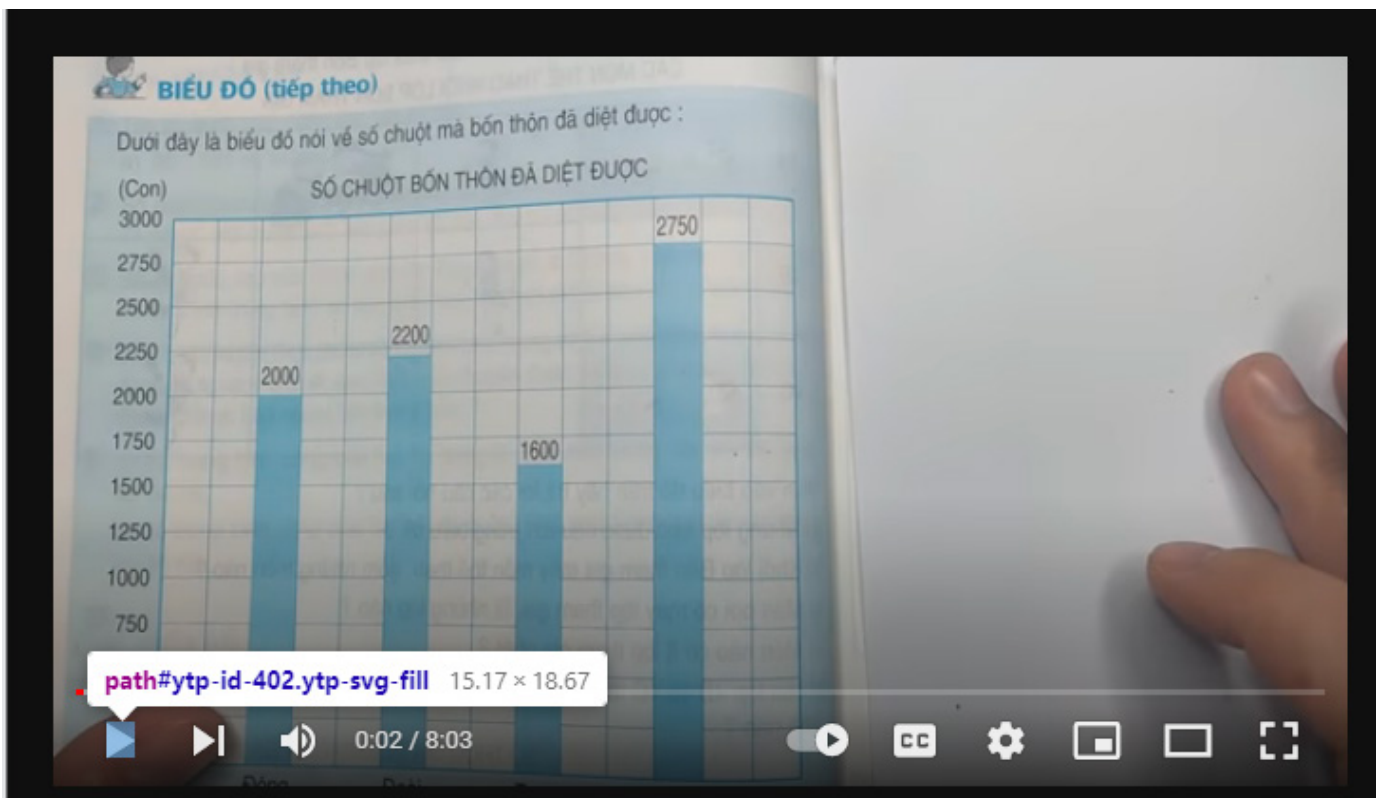 BIỂU ĐỒ (tiếp theo)
Dưới đây là biểu đồ nói về số chuột mà bốn thôn đã diệt được :
(Con)
SỐ CHUỘT BỐN THÔN ĐÃ DIỆT ĐƯỢC
3000
2750
2750
2500
2200
2250
2000
2000
1750
1600
1500
1250
1000
750
path#ytp-id-402.ytp-svg-fill 15.17 × 18.67
0:02 / 8:03
CC